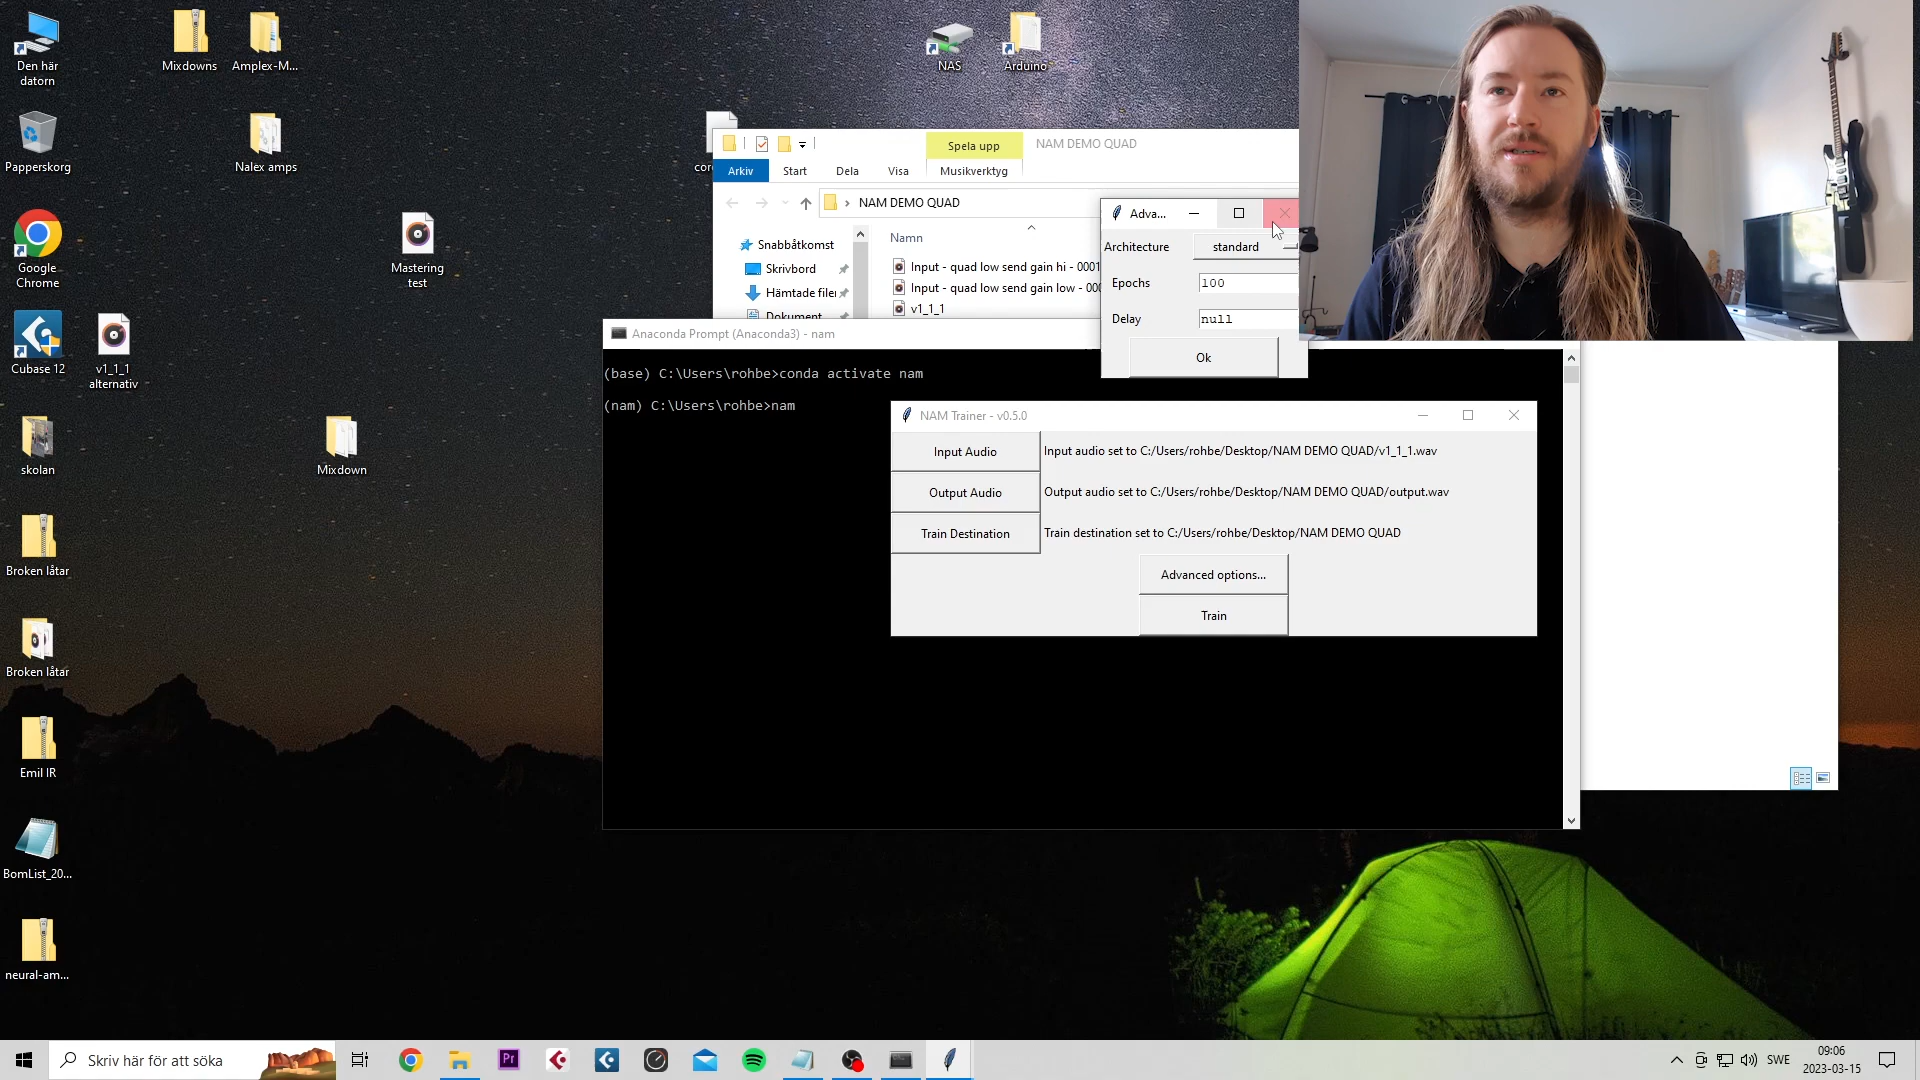 Den här
datorn
Mixdowns
Amplex-M...
NAS
Arduino
Papperskorg
Nalex amps
Google
Chrome
Mastering
test
Cubase 12
v1_1_1
alternativ
skolan
Mixdown
Broken låtar
Broken låtar
Emil IR
BomList_20...
neural-am...
Spela upp
NAM DEMO QUAD
Arkiv
Start
Dela
Visa
Musikverktyg
NAM DEMO QUAD
Snabbåtkomst
Skrivbord
Hämtade filer
Dokument
Namn
Input - quad low send gain hi - 0001
Input - quad low send gain low - 000
v1_1_1
Adva...
Architecture
standard
Epochs
100
Delay
null
Ok
Anaconda Prompt (Anaconda3) - nam
(base) C:\Users\rohbe>conda activate nam
(nam) C:\Users\rohbe>nam
NAM Trainer - v0.5.0
Input Audio
Input audio set to C:/Users/rohbe/Desktop/NAM DEMO QUAD/v1_1_1.wav
Output Audio
Output audio set to C:/Users/rohbe/Desktop/NAM DEMO QUAD/output.wav
Train Destination
Train destination set to C:/Users/rohbe/Desktop/NAM DEMO QUAD
Advanced options...
Train
Skriv här för att söka
Pr
SWE
09:06
2023-03-15